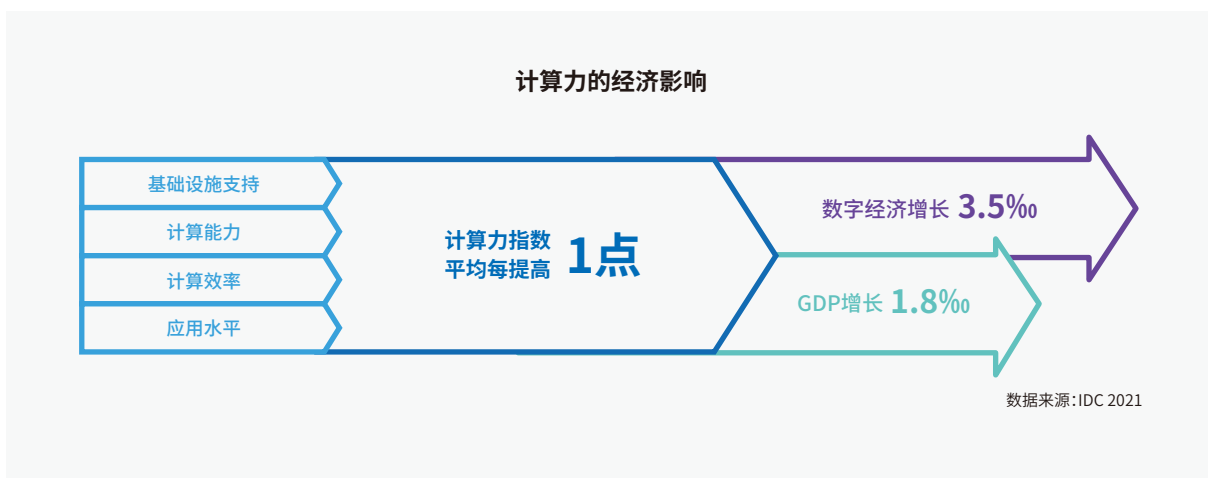 计算力的经济影响
基础设施支持
计算能力
计算效率
应用水平
计算力指数
平均每提高
1点
数字经济增长 3.5‰
GDP增长 1.8‰
数据来源：IDC 2021